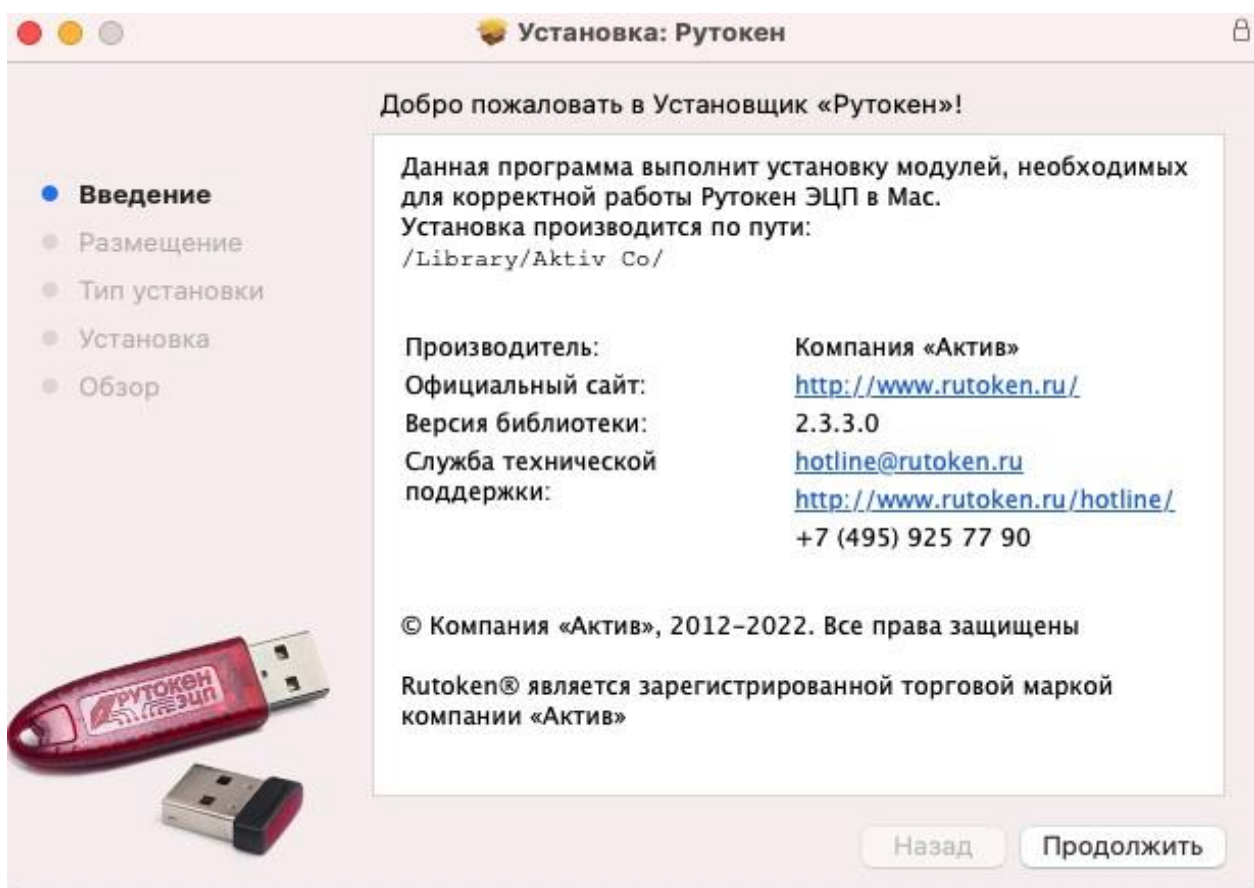 Установка: Рутокен
Добро пожаловать в Установщик «Рутокен»!
Введение
Размещение
Тип установки
Установка
Обзор
Данная программа выполнит установку модулей, необходимых
для корректной работы Рутокен ЭЦП в Mac.
Установка производится по пути:
/Library/Aktiv Co/
Производитель: Компания «Актив»
Официальный сайт: http://www.rutoken.ru/
Версия библиотеки: 2.3.3.0
Служба технической
поддержки:
hotline@rutoken.ru
http://www.rutoken.ru/hotline/
+7 (495) 925 77 90
© Компания «Актив», 2012–2022. Все права защищены
Rutoken® является зарегистрированной торговой маркой
компании «Актив»
РУТОКЕН
ЭЦП
Назад
Продолжить